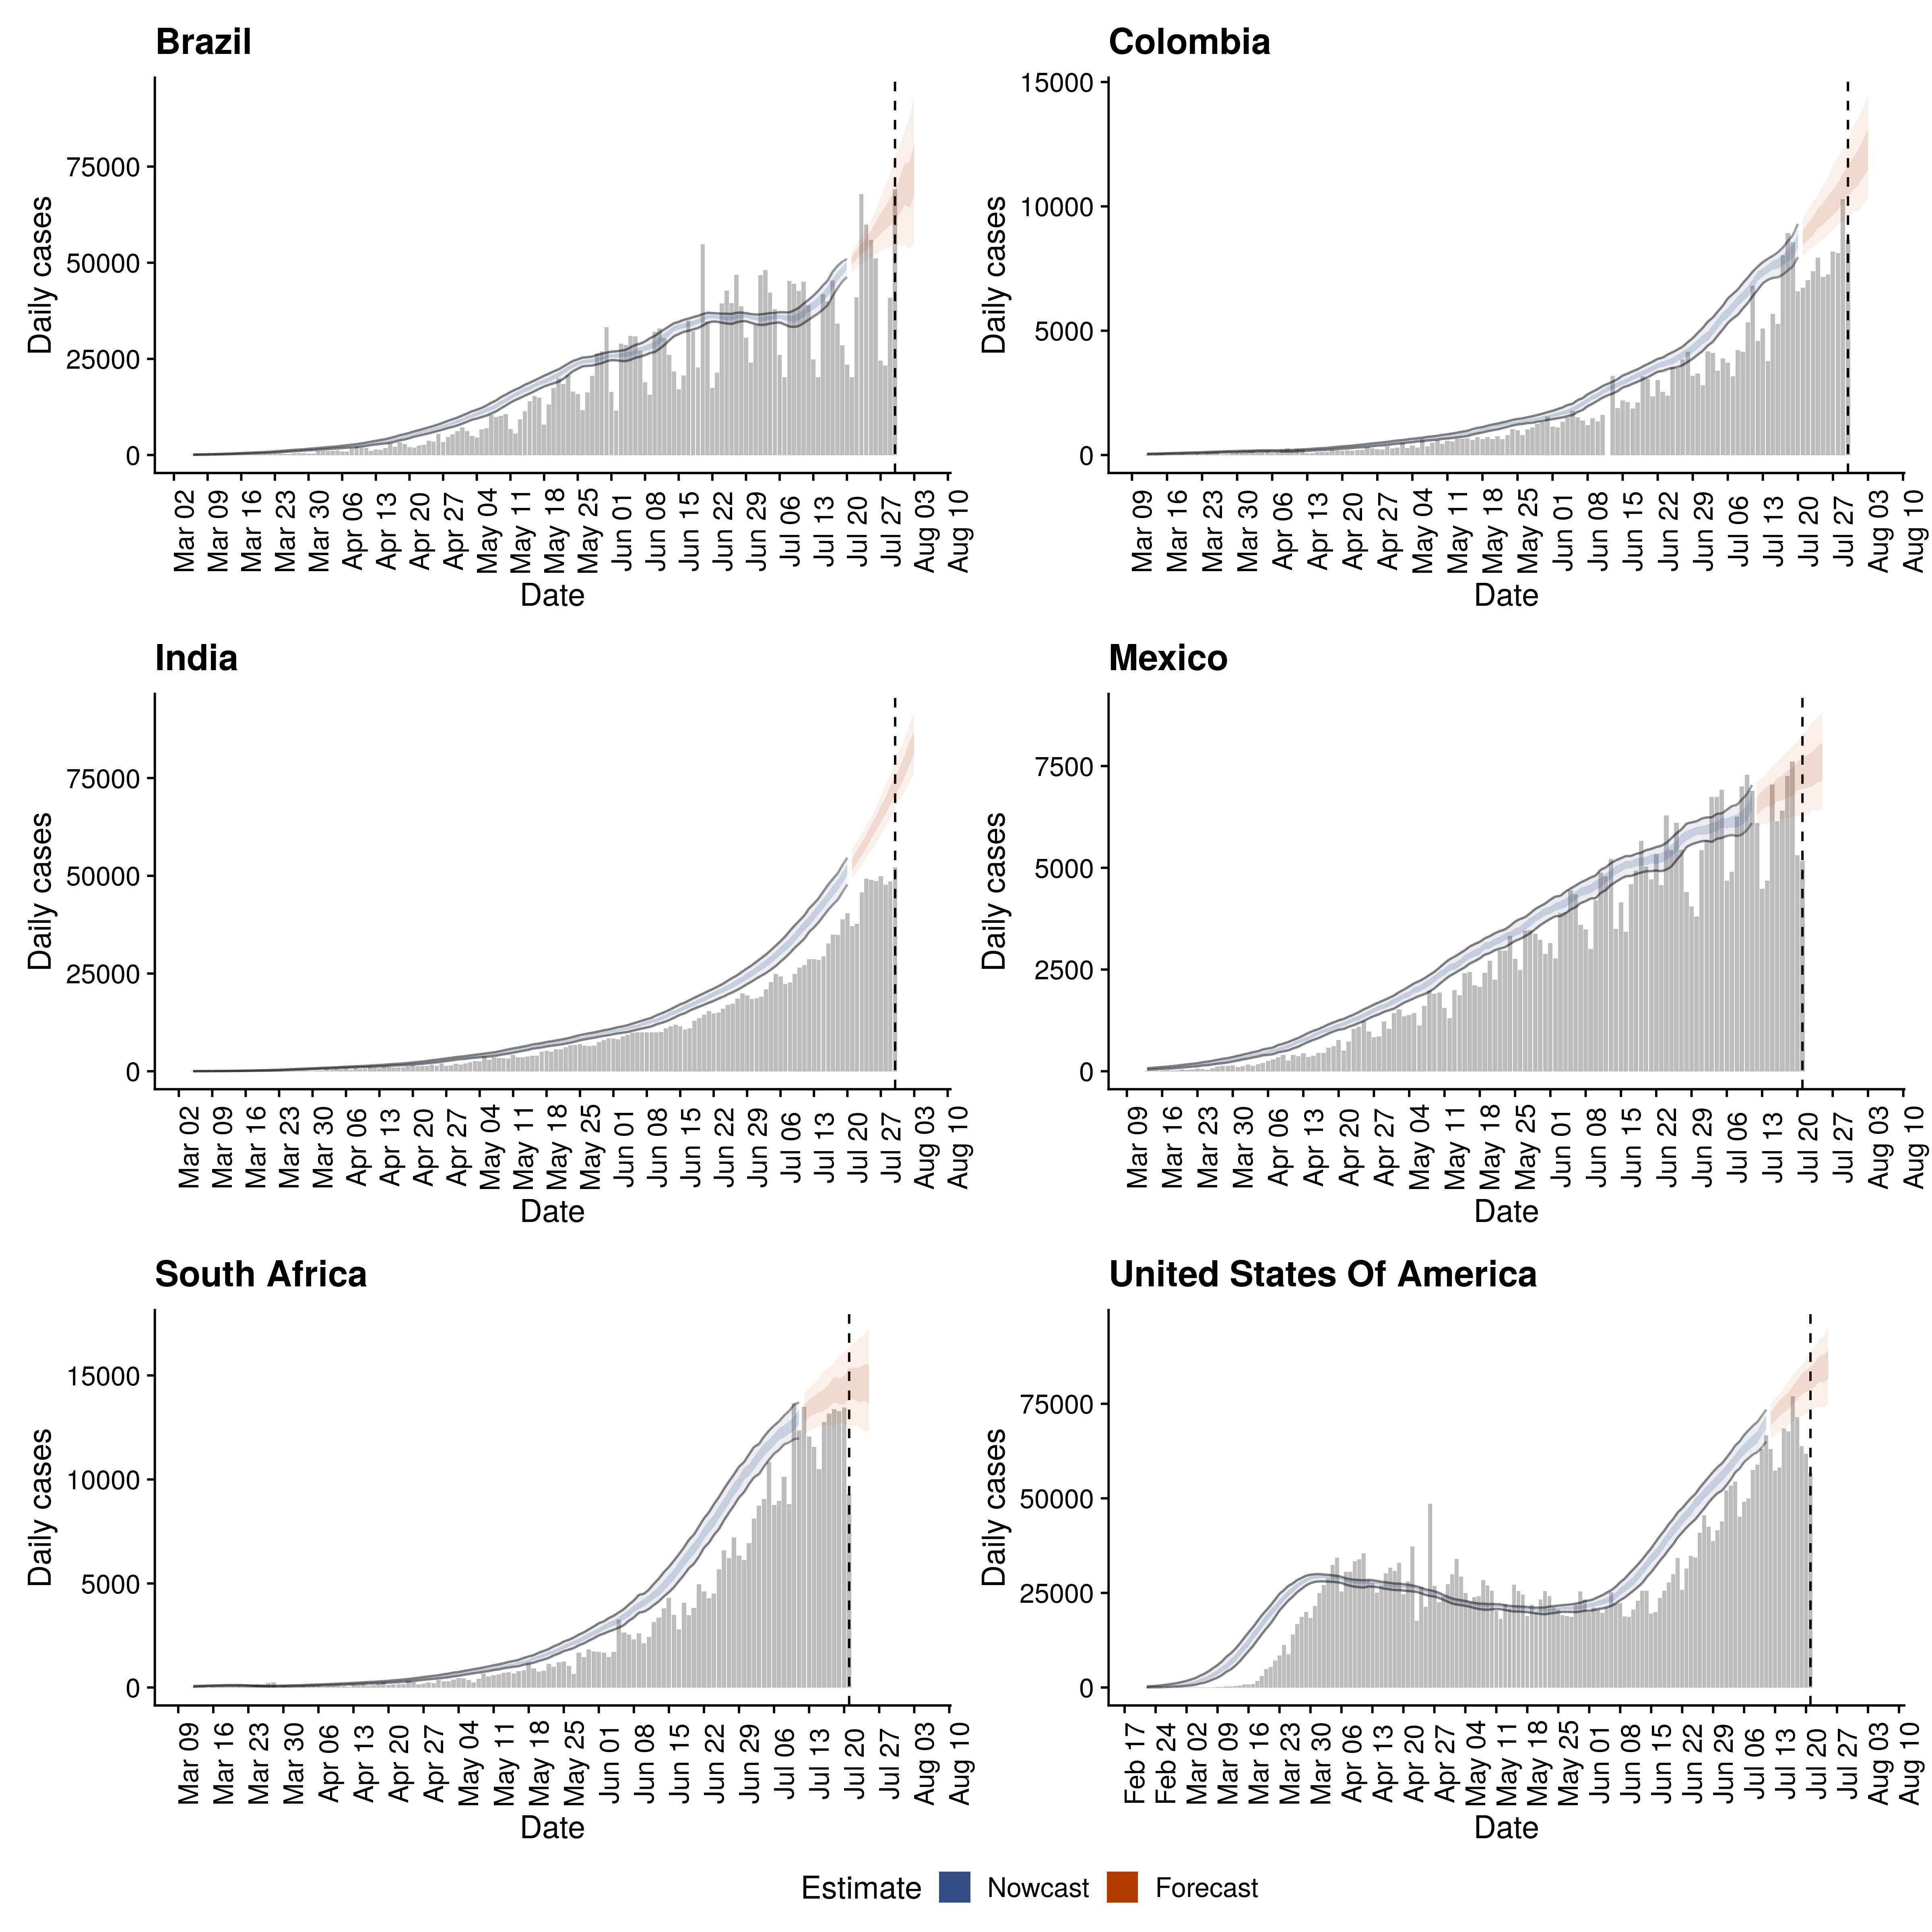 Brazil
Daily cases
75000
50000
25000
0
Mar 02 Mar 09 Mar 16 Mar 23 Mar 30 Apr 06 Apr 13 Apr 20 Apr 27 May 04 May 11 May 18 May 25 Jun 01 Jun 08 Jun 15 Jun 22 Jun 29 Jul 06 Jul 13 Jul 20 Jul 27 Aug 03 Aug 10
Date
Colombia
Daily cases
15000
10000
5000
0
Mar 09 Mar 16 Mar 23 Mar 30 Apr 06 Apr 13 Apr 20 Apr 27 May 04 May 11 May 18 May 25 Jun 01 Jun 08 Jun 15 Jun 22 Jun 29 Jul 06 Jul 13 Jul 20 Jul 27 Aug 03 Aug 10
Date
India
Daily cases
75000
50000
25000
0
Mar 02 Mar 09 Mar 16 Mar 23 Mar 30 Apr 06 Apr 13 Apr 20 Apr 27 May 04 May 11 May 18 May 25 Jun 01 Jun 08 Jun 15 Jun 22 Jun 29 Jul 06 Jul 13 Jul 20 Jul 27 Aug 03 Aug 10
Date
Mexico
Daily cases
7500
5000
2500
0
Mar 09 Mar 16 Mar 23 Mar 30 Apr 06 Apr 13 Apr 20 Apr 27 May 04 May 11 May 18 May 25 Jun 01 Jun 08 Jun 15 Jun 22 Jun 29 Jul 06 Jul 13 Jul 20 Jul 27 Aug 03 Aug 10
Date
South Africa
Daily cases
15000
10000
5000
0
Mar 09 Mar 16 Mar 23 Mar 30 Apr 06 Apr 13 Apr 20 Apr 27 May 04 May 11 May 18 May 25 Jun 01 Jun 08 Jun 15 Jun 22 Jun 29 Jul 06 Jul 13 Jul 20 Jul 27 Aug 03 Aug 10
Date
United States Of America
Daily cases
75000
50000
25000
0
Feb 17 Feb 24 Mar 02 Mar 09 Mar 16 Mar 23 Mar 30 Apr 06 Apr 13 Apr 20 Apr 27 May 04 May 11 May 18 May 25 Jun 01 Jun 08 Jun 15 Jun 22 Jun 29 Jul 06 Jul 13 Jul 20 Jul 27 Aug 03 Aug 10
Date
Estimate Nowcast Forecast